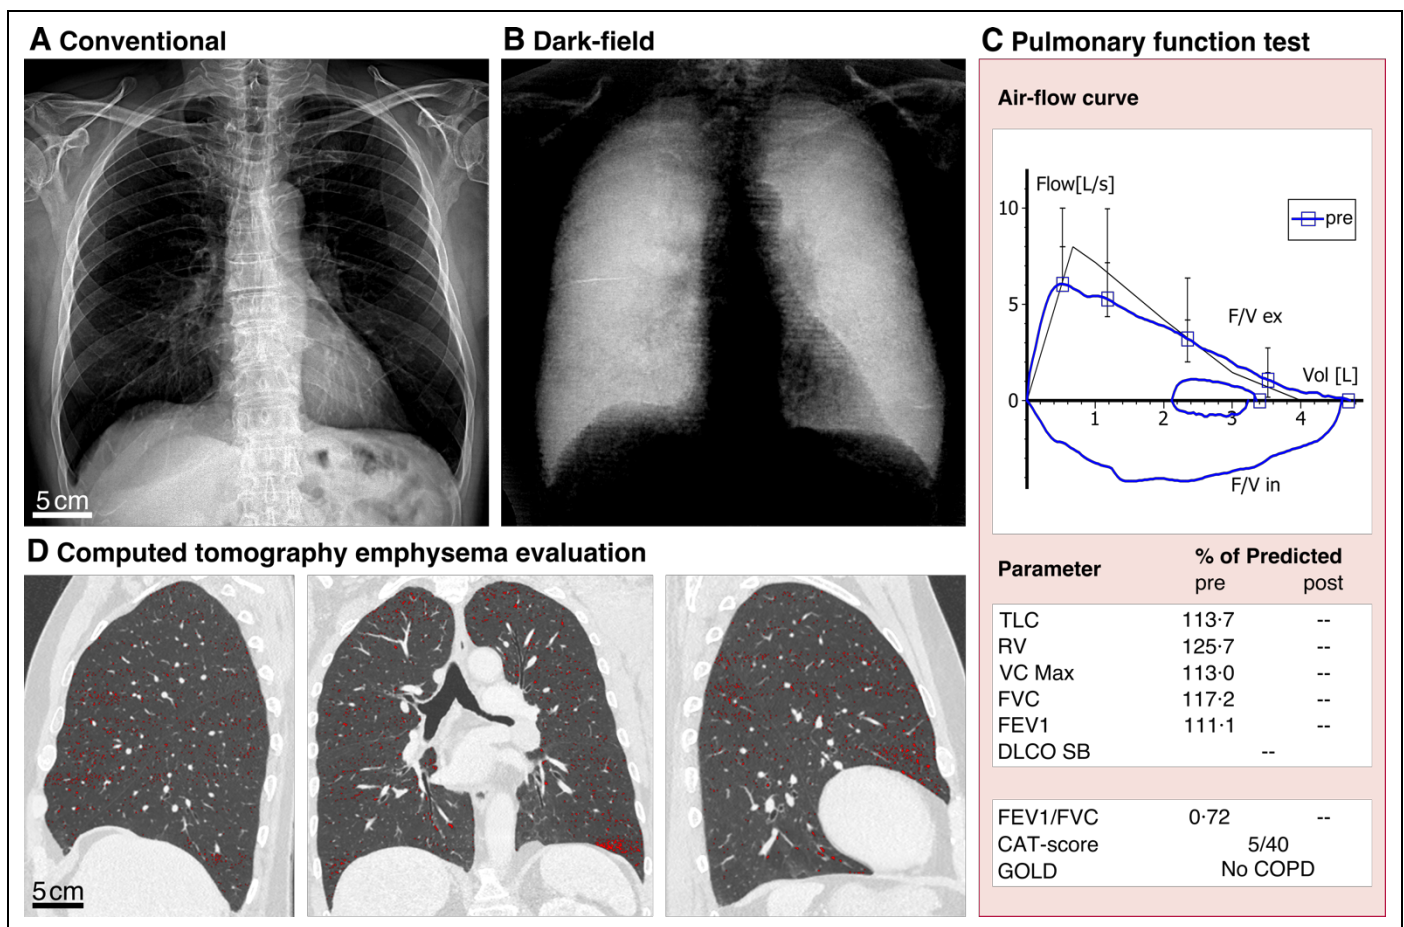 A Conventional
B Dark-field
C Pulmonary function test
5 cm
Air-flow curve
Flow[L/s]
10
pre
5
F/V ex
Vol [L]
0
1
2
3
4
F/V in
D Computed tomography emphysema evaluation
5 cm
Parameter
% of Predicted
pre post
TLC 113·7 --
RV 125·7 --
VC Max 113·0 --
FVC 117·2 --
FEV1 111·1 --
DLCO SB --
FEV1/FVC 0·72 --
CAT-score 5/40
GOLD No COPD